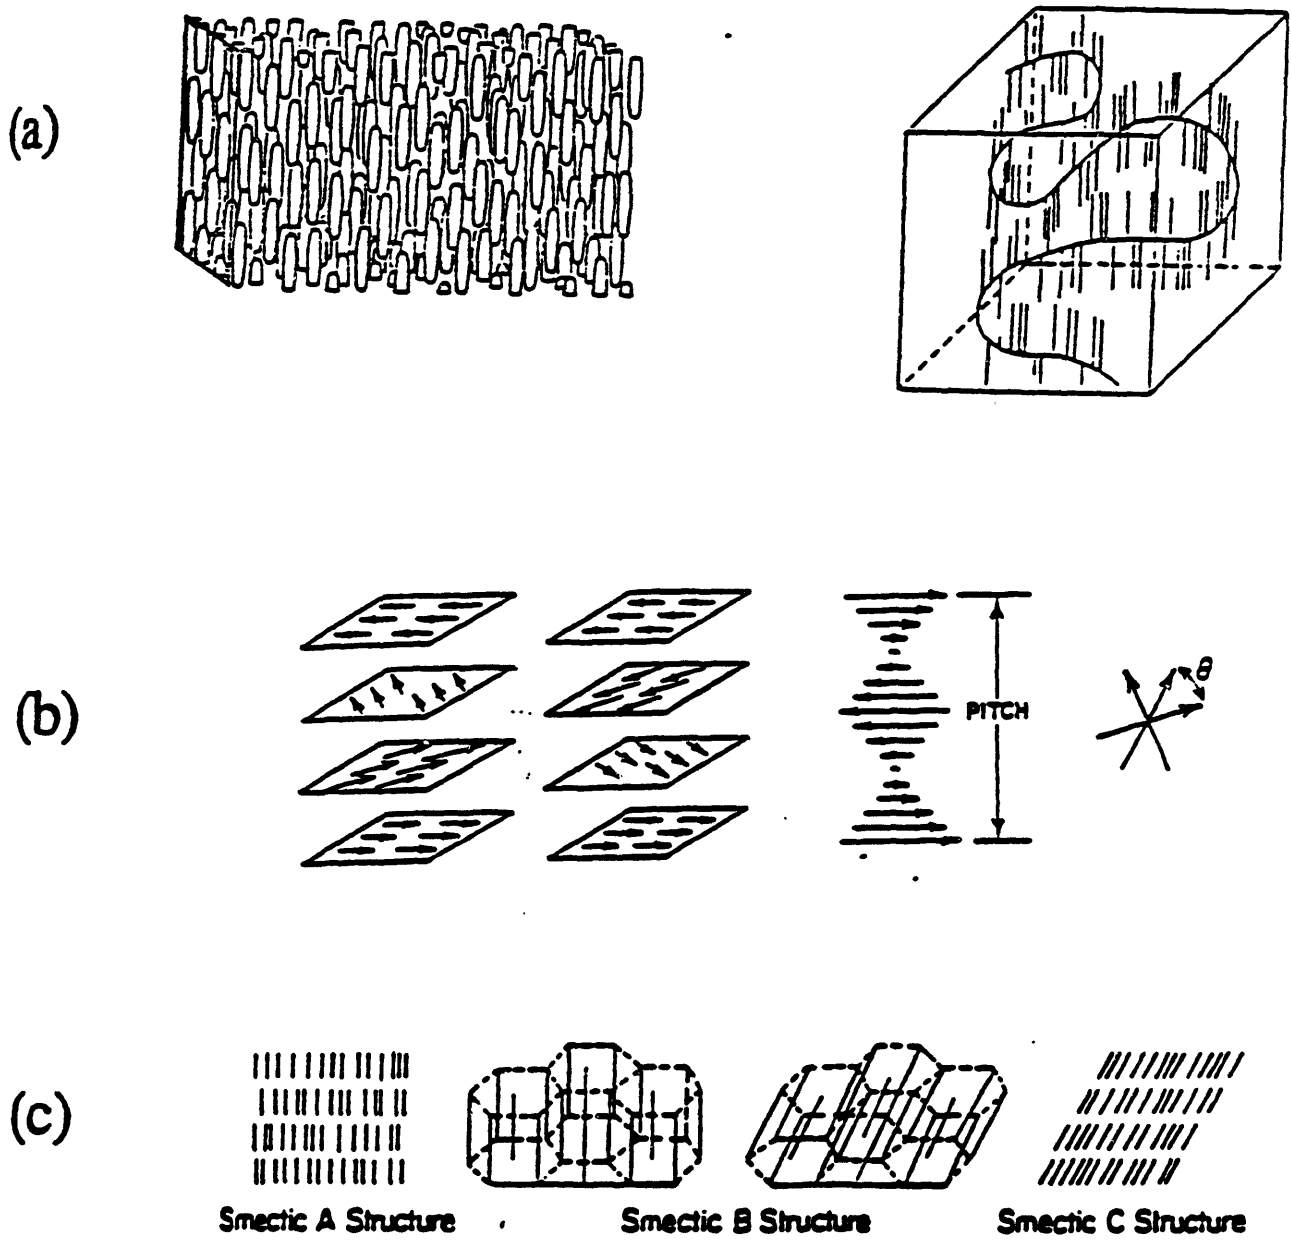 (a)
(b)
PITCH
θ
(c)
Smectic A Structure
Smectic B Structure
Smectic C Structure